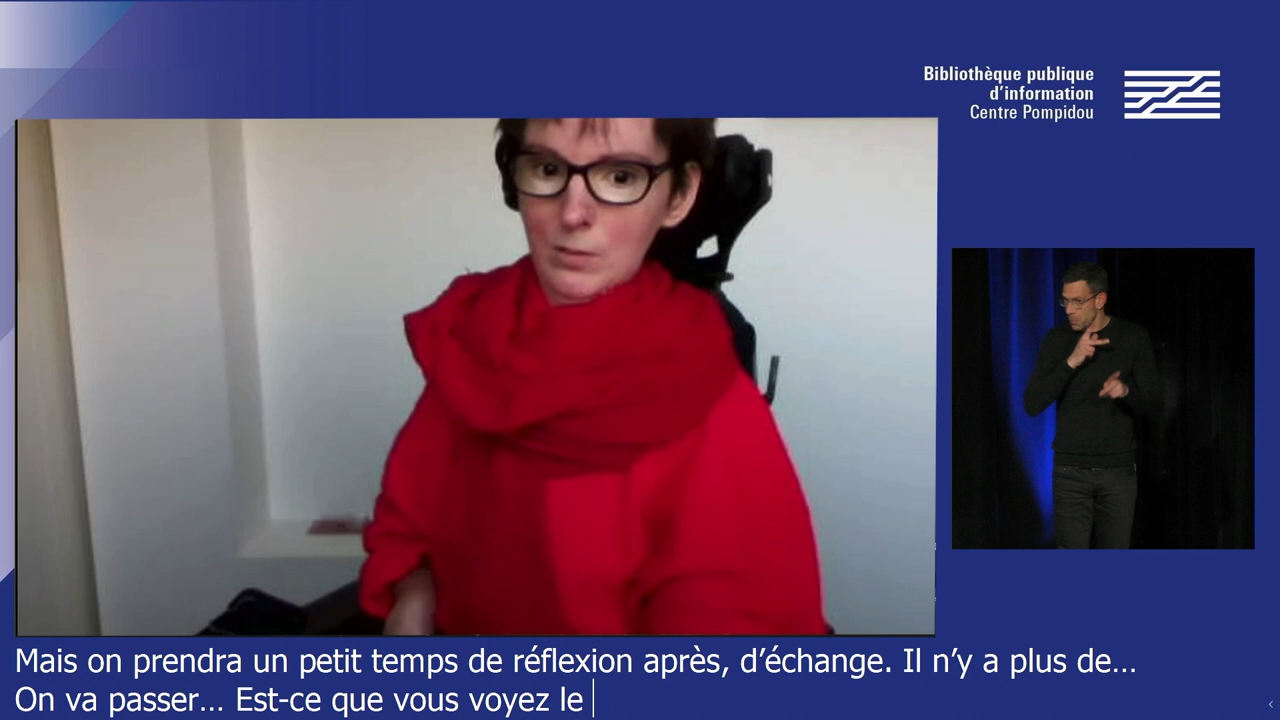 Bibliothèque publique
d'information
Centre Pompidou
Mais on prendra un petit temps de réflexion après, d'échange. Il n'y a plus de…
On va passer… Est-ce que vous voyez le